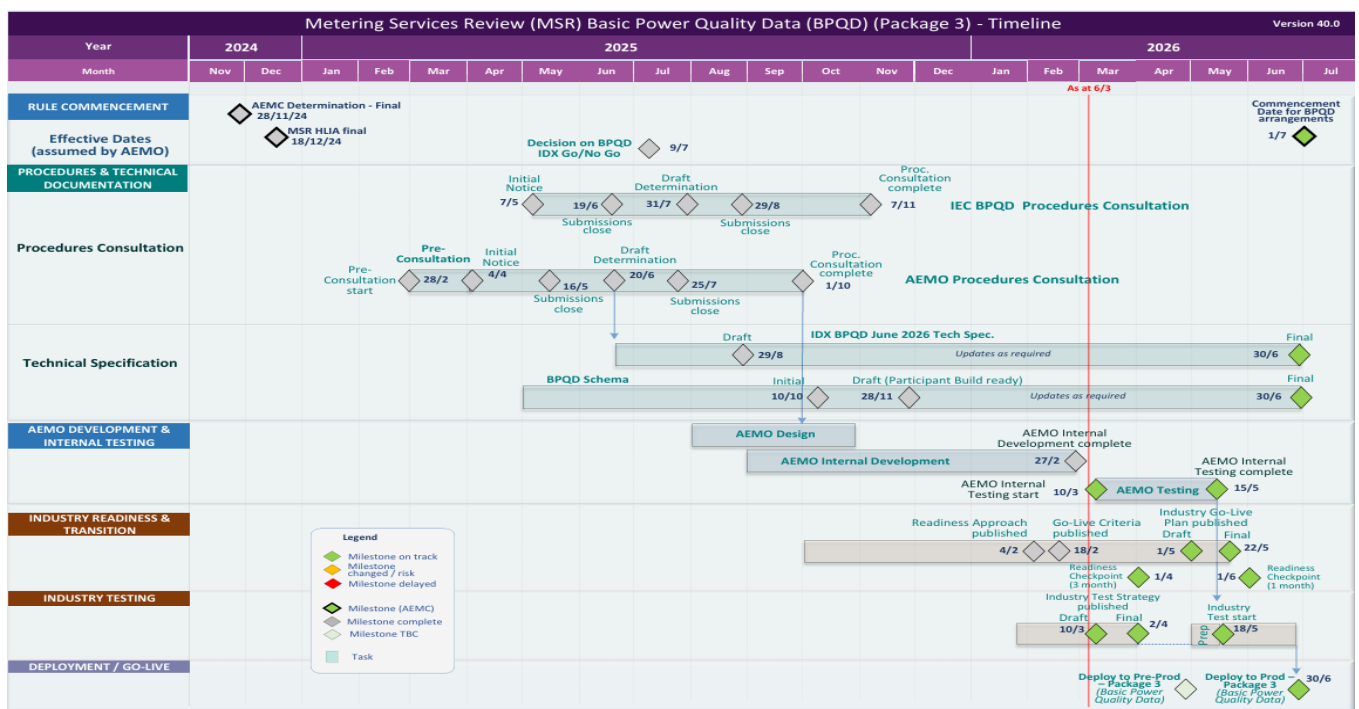 Metering Services Review (MSR) Basic Power Quality Data (BPQD) (Package 3) - Timeline
Version 40.0
Year
2024
2025
2026
Month
Nov
Dec
Jan
Feb
Mar
Apr
May
Jun
Jul
Aug
Sep
Oct
Nov
Dec
Jan
Feb
Mar
Apr
May
Jun
Jul
As at 6/3
RULE COMMENCEMENT
Effective Dates
(assumed by AEMO)
AEMC Determination - Final
28/11/24
MSR HLIA final
18/12/24
Decision on BPQD
IDX Go/No Go
9/7
Commencement
Date for BPQD
arrangements
1/7
PROCEDURES & TECHNICAL
DOCUMENTATION
Procedures Consultation
Initial
Notice
7/5
19/6
Submissions
close
Draft
Determination
31/7
29/8
Submissions
close
Proc.
Consultation
complete
7/11
IEC BPQD Procedures Consultation
Pre-
Consultation
start
Pre-
Consultation
28/2
Initial
Notice
4/4
16/5
Submissions
close
Draft
Determination
20/6
25/7
Submissions
close
Proc.
Consultation
complete
1/10
AEMO Procedures Consultation
Technical Specification
Draft
29/8
IDX BPQD June 2026 Tech Spec.
Updates as required
Final
30/6
BPQD Schema
Initial
10/10
Draft (Participant Build ready)
28/11
Updates as required
Final
30/6
AEMO DEVELOPMENT &
INTERNAL TESTING
AEMO Design
AEMO Internal Development
AEMO Internal
Development complete
27/2
AEMO Internal
Testing start
10/3
AEMO Testing
AEMO Internal
Testing complete
15/5
INDUSTRY READINESS &
TRANSITION
Readiness Approach
published
4/2
Go-Live Criteria
published
18/2
Industry Go-Live
Plan published
Draft
1/5
Final
22/5
Readiness
Checkpoint
(3 month)
1/4
1/6
Readiness
Checkpoint
(1 month)
Legend
Milestone on track
Milestone
changed / risk
Milestone delayed
Milestone (AEMC)
Milestone complete
Milestone TBC
Task
INDUSTRY TESTING
Industry Test Strategy
published
Draft
10/3
Final
2/4
Prep
Industry
Test start
18/5
DEPLOYMENT / GO-LIVE
Deploy to Pre-Prod
– Package 3
(Basic Power
Quality Data)
Deploy to Prod –
Package 3
(Basic Power
Quality Data)
30/6